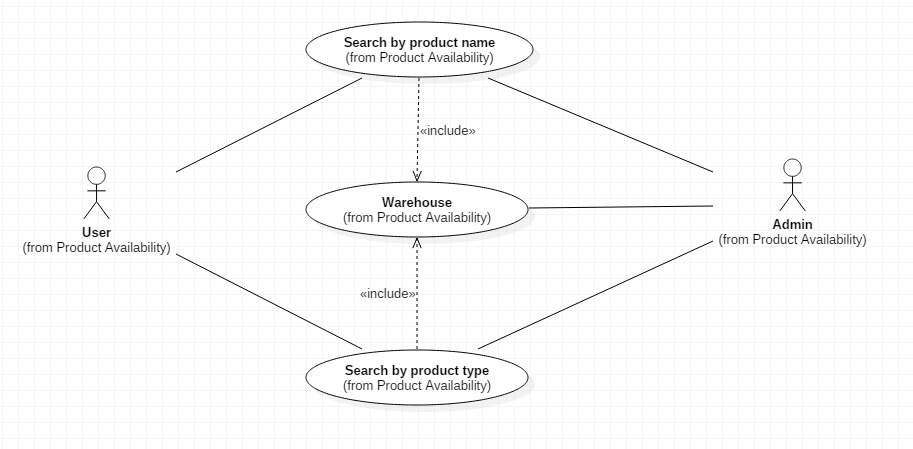 Search by product name
(from Product Availability)
«include»
Warehouse
(from Product Availability)
User
(from Product Availability)
Admin
(from Product Availability)
«include»
Search by product type
(from Product Availability)